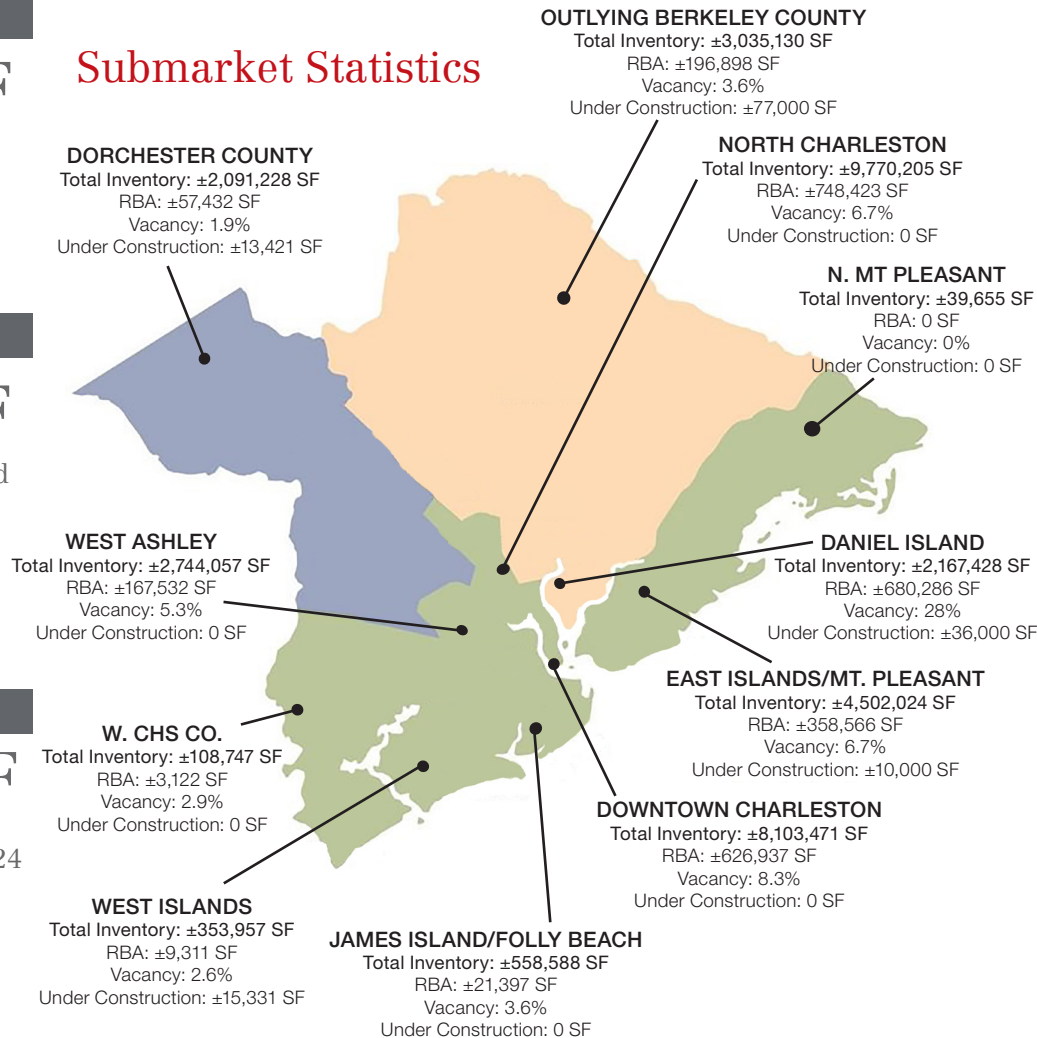 Submarket Statistics
OUTLYING BERKELEY COUNTY
Total Inventory: ±3,035,130 SF
RBA: ±196,898 SF
Vacancy: 3.6%
Under Construction: ±77,000 SF
DORCHESTER COUNTY
Total Inventory: ±2,091,228 SF
RBA: ±57,432 SF
Vacancy: 1.9%
Under Construction: ±13,421 SF
NORTH CHARLESTON
Total Inventory: ±9,770,205 SF
RBA: ±748,423 SF
Vacancy: 6.7%
Under Construction: 0 SF
N. MT PLEASANT
Total Inventory: ±39,655 SF
RBA: 0 SF
Vacancy: 0%
Under Construction: 0 SF
WEST ASHLEY
Total Inventory: ±2,744,057 SF
RBA: ±167,532 SF
Vacancy: 5.3%
Under Construction: 0 SF
DANIEL ISLAND
Total Inventory: ±2,167,428 SF
RBA: ±680,286 SF
Vacancy: 28%
Under Construction: ±36,000 SF
EAST ISLANDS/MT. PLEASANT
Total Inventory: ±4,502,024 SF
RBA: ±358,566 SF
Vacancy: 6.7%
Under Construction: ±10,000 SF
W. CHS CO.
Total Inventory: ±108,747 SF
RBA: ±3,122 SF
Vacancy: 2.9%
Under Construction: 0 SF
DOWNTOWN CHARLESTON
Total Inventory: ±8,103,471 SF
RBA: ±626,937 SF
Vacancy: 8.3%
Under Construction: 0 SF
WEST ISLANDS
Total Inventory: ±353,957 SF
RBA: ±9,311 SF
Vacancy: 2.6%
Under Construction: ±15,331 SF
JAMES ISLAND/FOLLY BEACH
Total Inventory: ±558,588 SF
RBA: ±21,397 SF
Vacancy: 3.6%
Under Construction: 0 SF
24